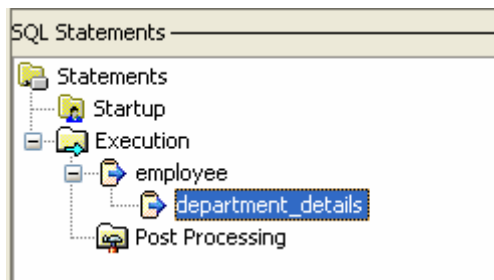 SQL Statements
Statements
Startup
Execution
employee
department_details
Post Processing